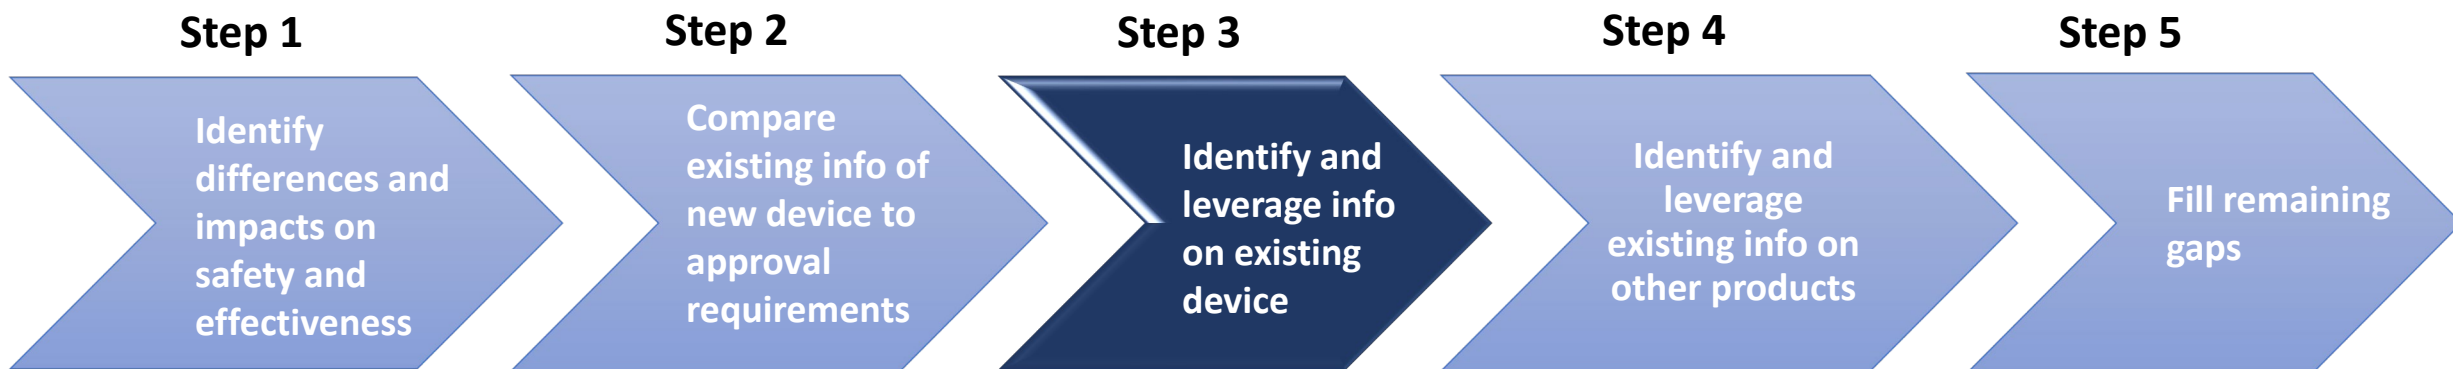 Step 1
Identify
differences and
impacts on
safety and
effectiveness
Step 2
Compare
existing info of
new device to
approval
requirements
Step 3
Identify and
leverage info
on existing
device
Step 4
Identify and
leverage
existing info on
other products
Step 5
Fill remaining
gaps